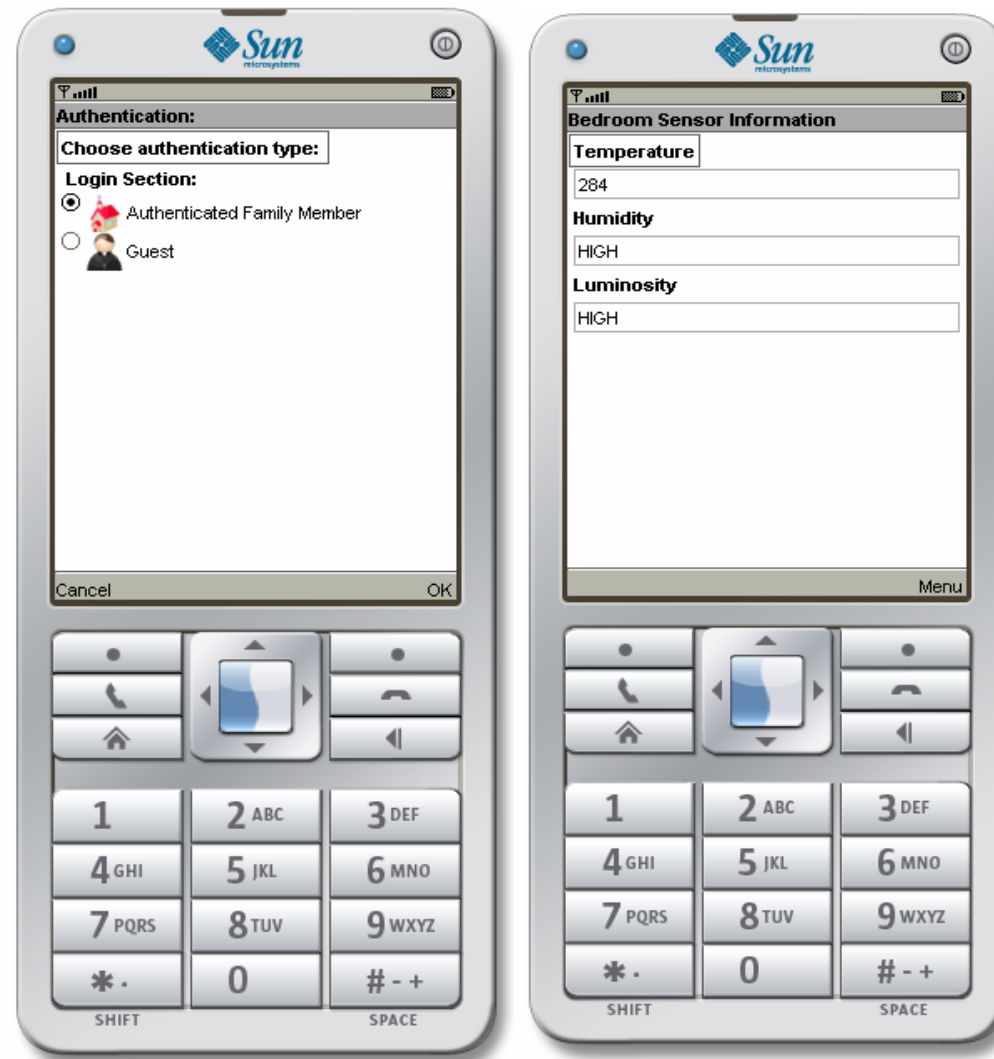 Sun
microsystems
Authentication:
Choose authentication type:
Login Section:
Authenticated Family Member
Guest
Cancel OK
1 2 ABC 3 DEF
4 GHI 5 JKL 6 MNO
7 PQRS 8 TUV 9 WXYZ
* . 0 # - +
SHIFT SPACE
Sun
microsystems
Bedroom Sensor Information
Temperature
284
Humidity
HIGH
Luminosity
HIGH
Menu
1 2 ABC 3 DEF
4 GHI 5 JKL 6 MNO
7 PQRS 8 TUV 9 WXYZ
* . 0 # - +
SHIFT SPACE